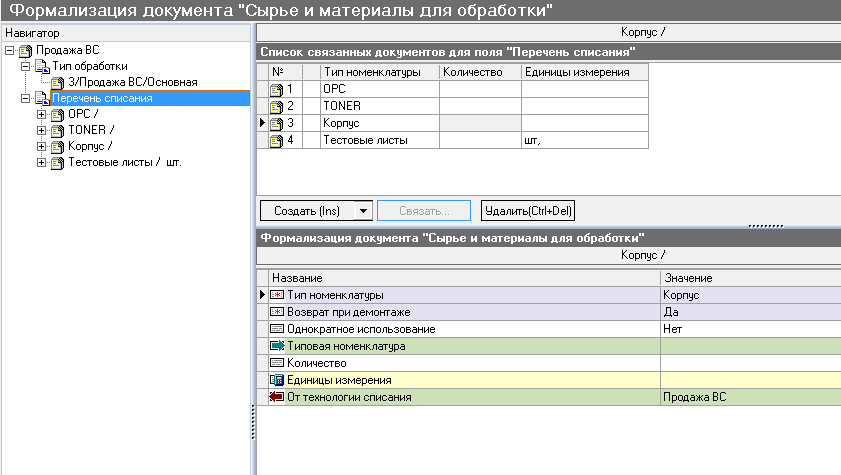 Формализация документа "Сырье и материалы для обработки"
Навигатор
Продажа ВС
Тип обработки
3/Продажа ВС/Основная
Перечень списания
OPC /
TONER /
Корпус /
Тестовые листы / шт.
Корпус /
Список связанных документов для поля "Перечень списания"
№ Тип номенклатуры Количество Единицы измерения
1 OPC
2 TONER
3 Корпус
4 Тестовые листы шт,
Создать (Ins) Связать... Удалить(Ctrl+Del)
Формализация документа "Сырье и материалы для обработки"
Корпус /
Название Значение
Тип номенклатуры Корпус
Возврат при демонтаже Да
Однократное использование Нет
Типовая номенклатура
Количество
Единицы измерения
От технологии списания Продажа ВС